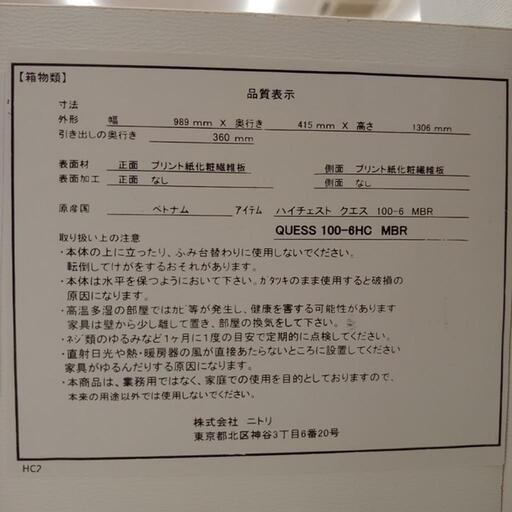 【箱物類】
品質表示
寸法
外形 幅 989 mm X 奥行き 415 mm X 高さ 1306 mm
引き出しの奥行き 360 mm
表面材 正面 プリント紙化粧繊維板 側面 プリント紙化粧繊維板
表面加工 正面 なし 側面 なし
原産国 ベトナム アイテム ハイチェスト クエス 100-6 MBR
QUESS 100-6HC MBR
取り扱い上の注意
・本体の上に立ったり、ふみ台替わりに使用しないでください。
転倒してけがをするおそれがあります。
・本体は水平を保つようにおいて下さい。ガタツキのまま使用すると破損の
原因になります。
・高温多湿の部屋ではカビ等が発生し、健康を害する可能性があります
家具は壁から少し離して置き、部屋の換気をして下さい。
・ネジ類のゆるみなど1ヶ月に1度の目安で定期的に点検してください。
・直射日光や熱・暖房器の風が直接あたらないところに設置してください
家具がゆるんだりする原因になります。
・本商品は、業務用ではなく、家庭での使用を目的としておりますので、
本来の用途以外では使用しないでください。
株式会社 ニトリ
東京都北区神谷3丁目6番20号
HC2